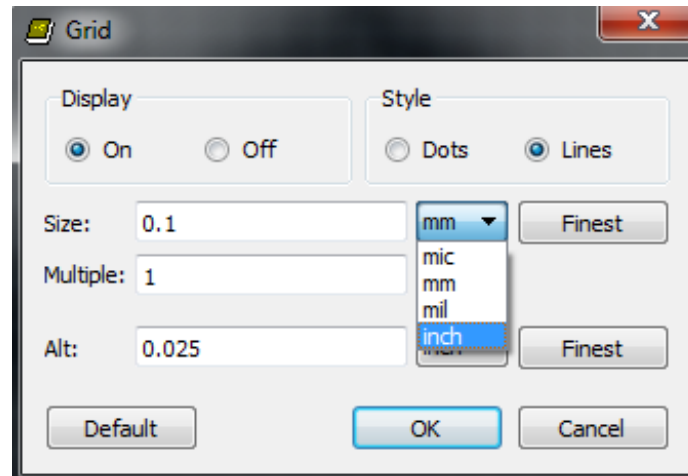 Grid
Display
Style
On Off Dots Lines
Size: 0.1 mm Finest
mic
Multiple: 1 mm
mil
inch
Alt: 0.025 inch Finest
Default OK Cancel